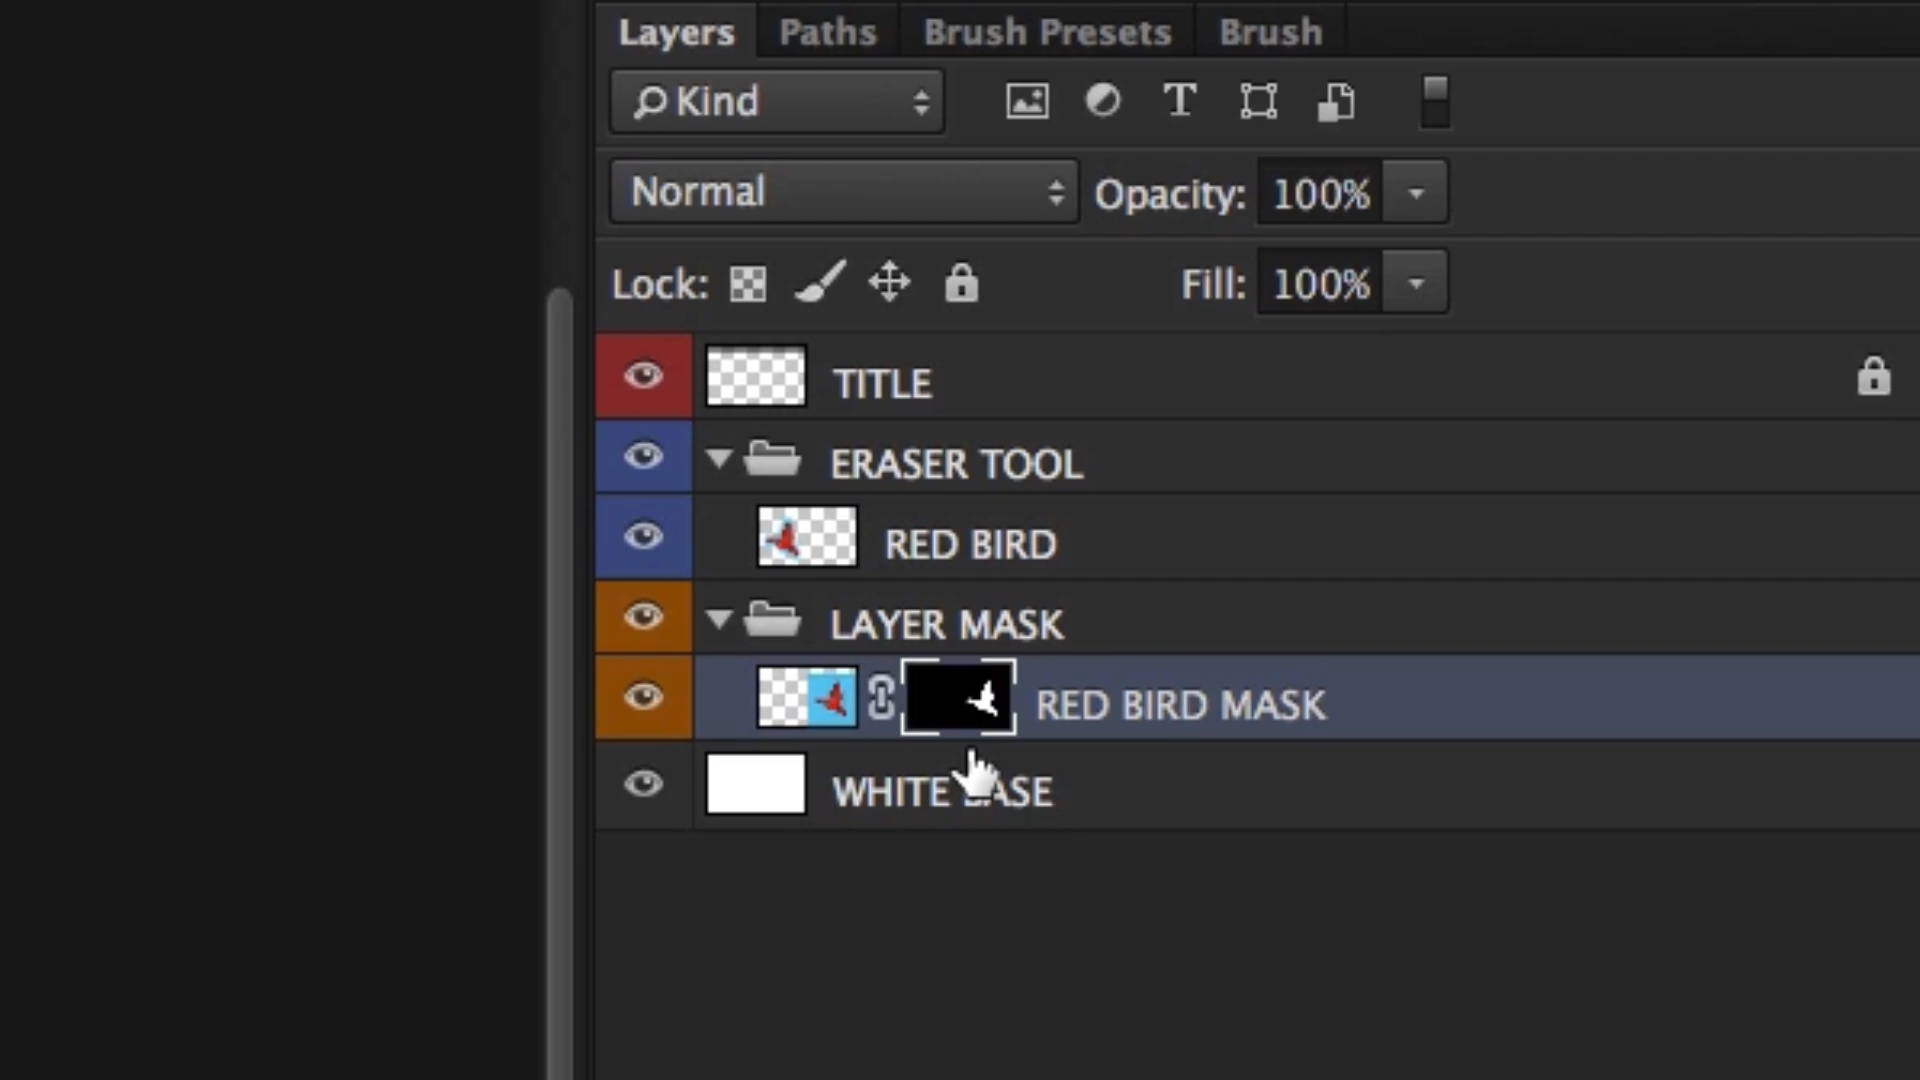 Layers Paths Brush Presets Brush
Kind T
Normal Opacity: 100%
Lock: Fill: 100%
TITLE
ERASER TOOL
RED BIRD
LAYER MASK
RED BIRD MASK
WHITE BASE